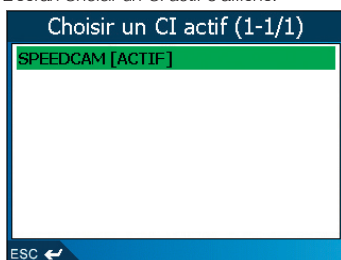 Choisir un CI actif (1-1/1)
SPEEDCAM [ACTIF]
ESC